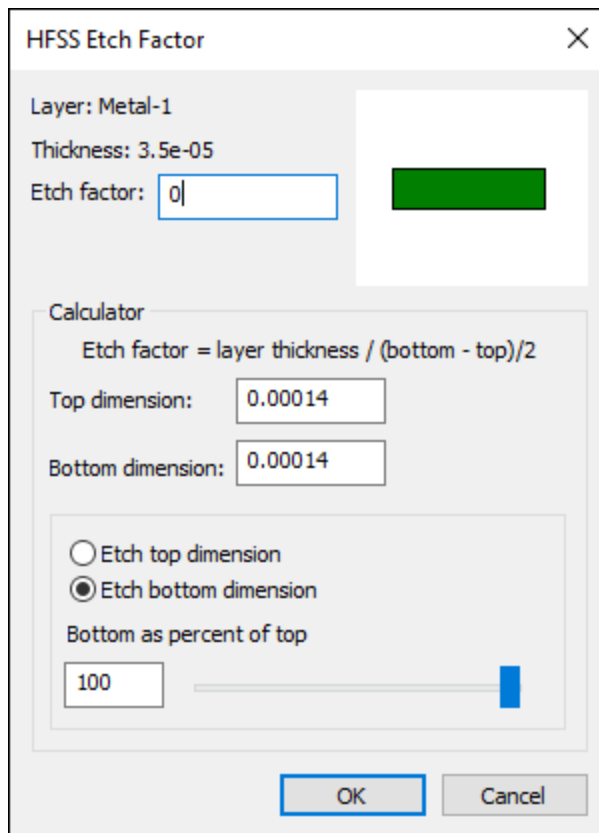 HFSS Etch Factor
Layer: Metal-1
Thickness: 3.5e-05
Etch factor: 0
Calculator
Etch factor = layer thickness / (bottom - top)/2
Top dimension: 0.00014
Bottom dimension: 0.00014
Etch top dimension
Etch bottom dimension
Bottom as percent of top
100
OK Cancel